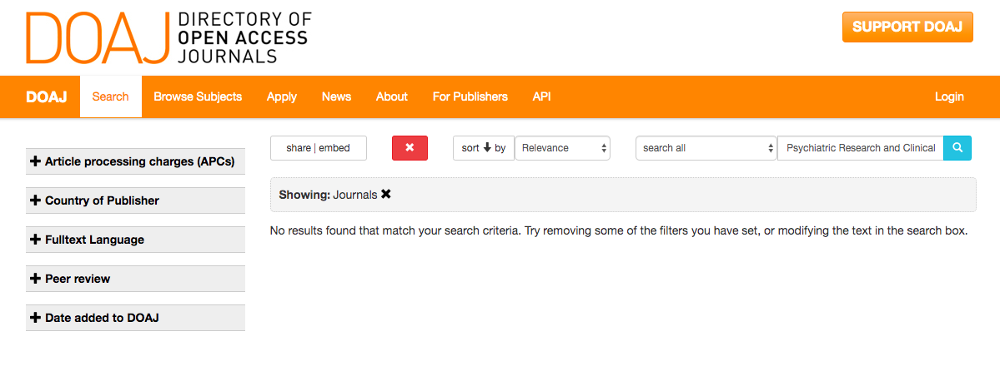 DOAJ
DIRECTORY OF
OPEN ACCESS
JOURNALS
SUPPORT DOAJ
DOAJ Search Browse Subjects Apply News About For Publishers API Login
share | embed sort by Relevance search all Psychiatric Research and Clinical
Article processing charges (APCs)
Country of Publisher
Fulltext Language
Peer review
Date added to DOAJ
Showing: Journals
No results found that match your search criteria. Try removing some of the filters you have set, or modifying the text in the search box.